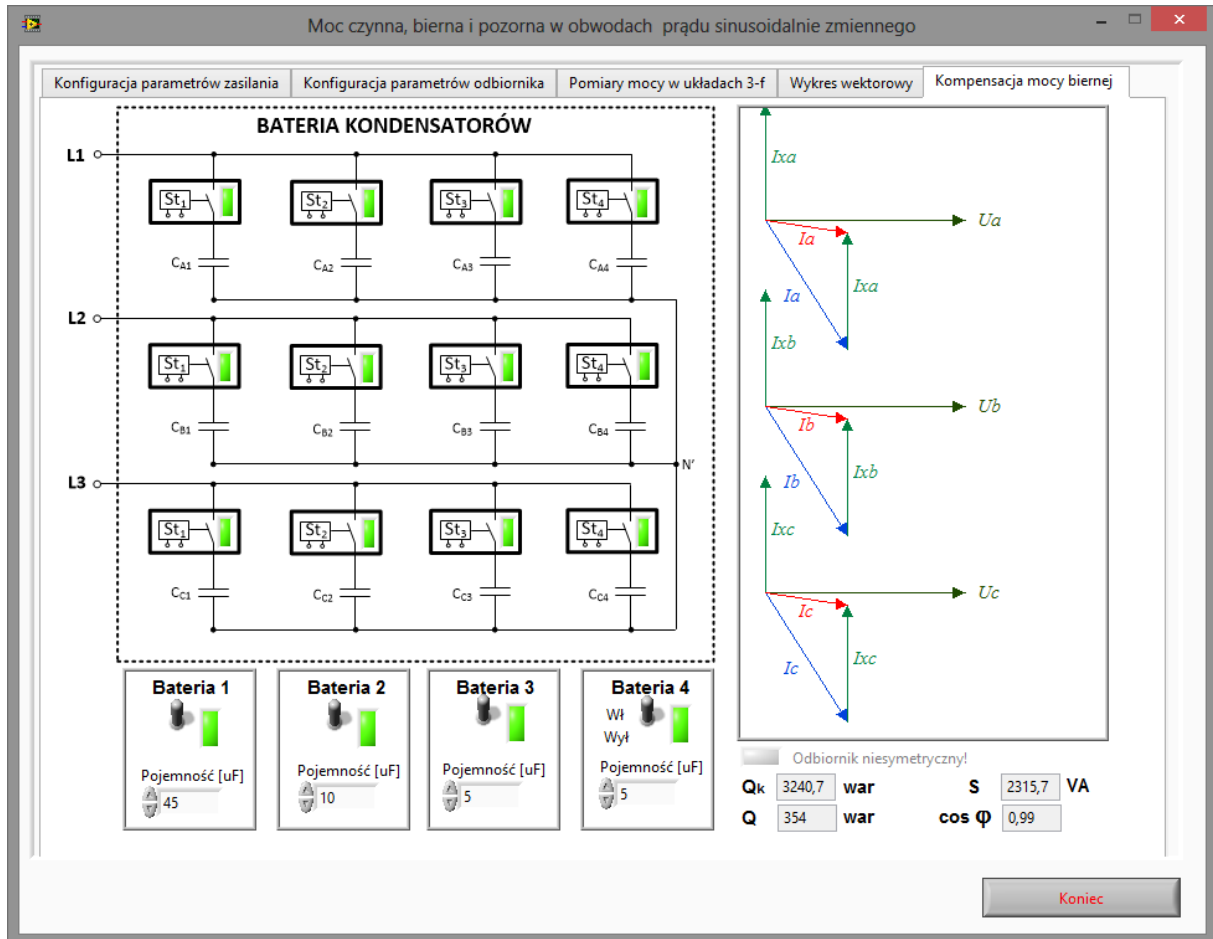 Moc czynna, bierna i pozorna w obwodach prądu sinusoidalnie zmiennego
Konfiguracja parametrów zasilania
Konfiguracja parametrów odbiornika
Pomiary mocy w układach 3-f
Wykres wektorowy
Kompensacja mocy biernej
BATERIA KONDENSATORÓW
L1
St1
St2
St3
St4
CA1
CA2
CA3
CA4
L2
St1
St2
St3
St4
CB1
CB2
CB3
CB4
N'
L3
St1
St2
St3
St4
CC1
CC2
CC3
CC4
Bateria 1
Pojemność [uF]
45
Bateria 2
Pojemność [uF]
10
Bateria 3
Pojemność [uF]
5
Bateria 4
Wł
Wył
Pojemność [uF]
5
Ixa
Ua
Ia
Ixa
Ia
Ixb
Ub
Ib
Ixb
Ib
Ixc
Uc
Ic
Ixc
Ic
Odbiornik niesymetryczny!
Qk 3240,7 war
S 2315,7 VA
Q 354 war
cos φ 0,99
Koniec